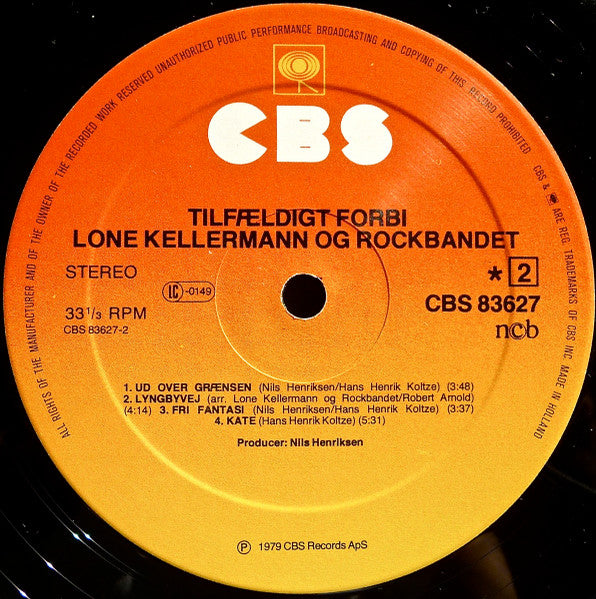 ALL RIGHTS OF THE MANUFACTURER AND OF THE OWNER OF THE RECORDED WORK RESERVED UNAUTHORIZED PUBLIC PERFORMANCE BROADCASTING AND COPYING OF THIS RECORD PROHIBITED
CBS & ARE REG. TRADEMARKS OF CBS INC. MADE IN HOLLAND
CBS
TILFÆLDIGT FORBI
LONE KELLERMANN OG ROCKBANDET
STEREO
IC -0149
* 2
33 1/3 RPM
CBS 83627
CBS 83627-2
ncb
1. UD OVER GRÆNSEN (Nils Henriksen/Hans Henrik Koltze) (3:48)
2. LYNGBYVEJ (arr. Lone Kellermann og Rockbandet/Robert Arnold)
(4:14) 3. FRI FANTASI (Nils Henriksen/Hans Henrik Koltze) (3:37)
4. KATE (Hans Henrik Koltze) (5:31)
Producer: Nils Henriksen
Ⓟ 1979 CBS Records ApS